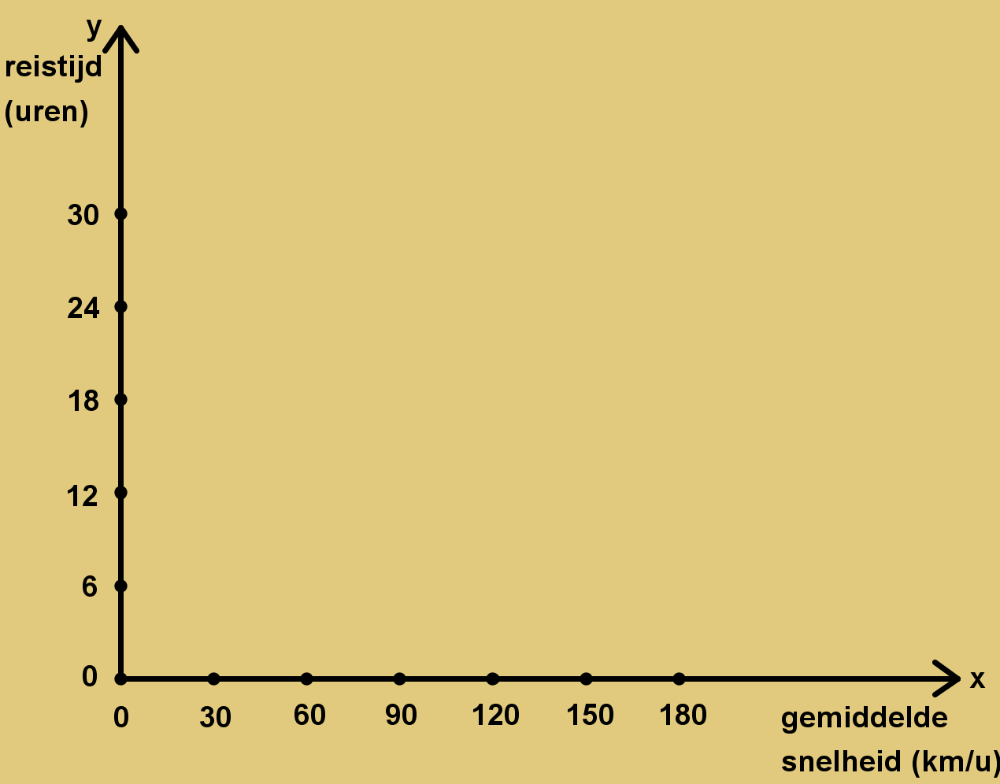 y
reistijd
(uren)
30
24
18
12
6
0
x
0 30 60 90 120 150 180
gemiddelde
snelheid (km/u)